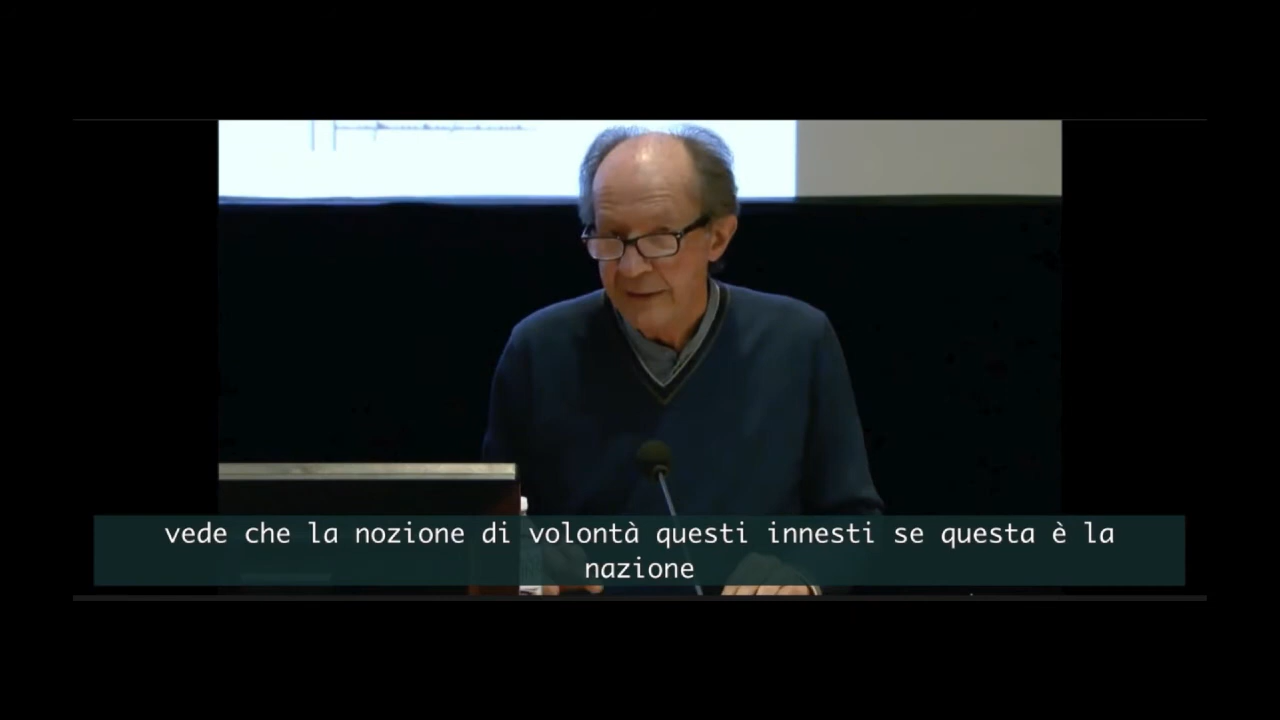 vede che la nozione di volontà questi innesti se questa è la
nazione